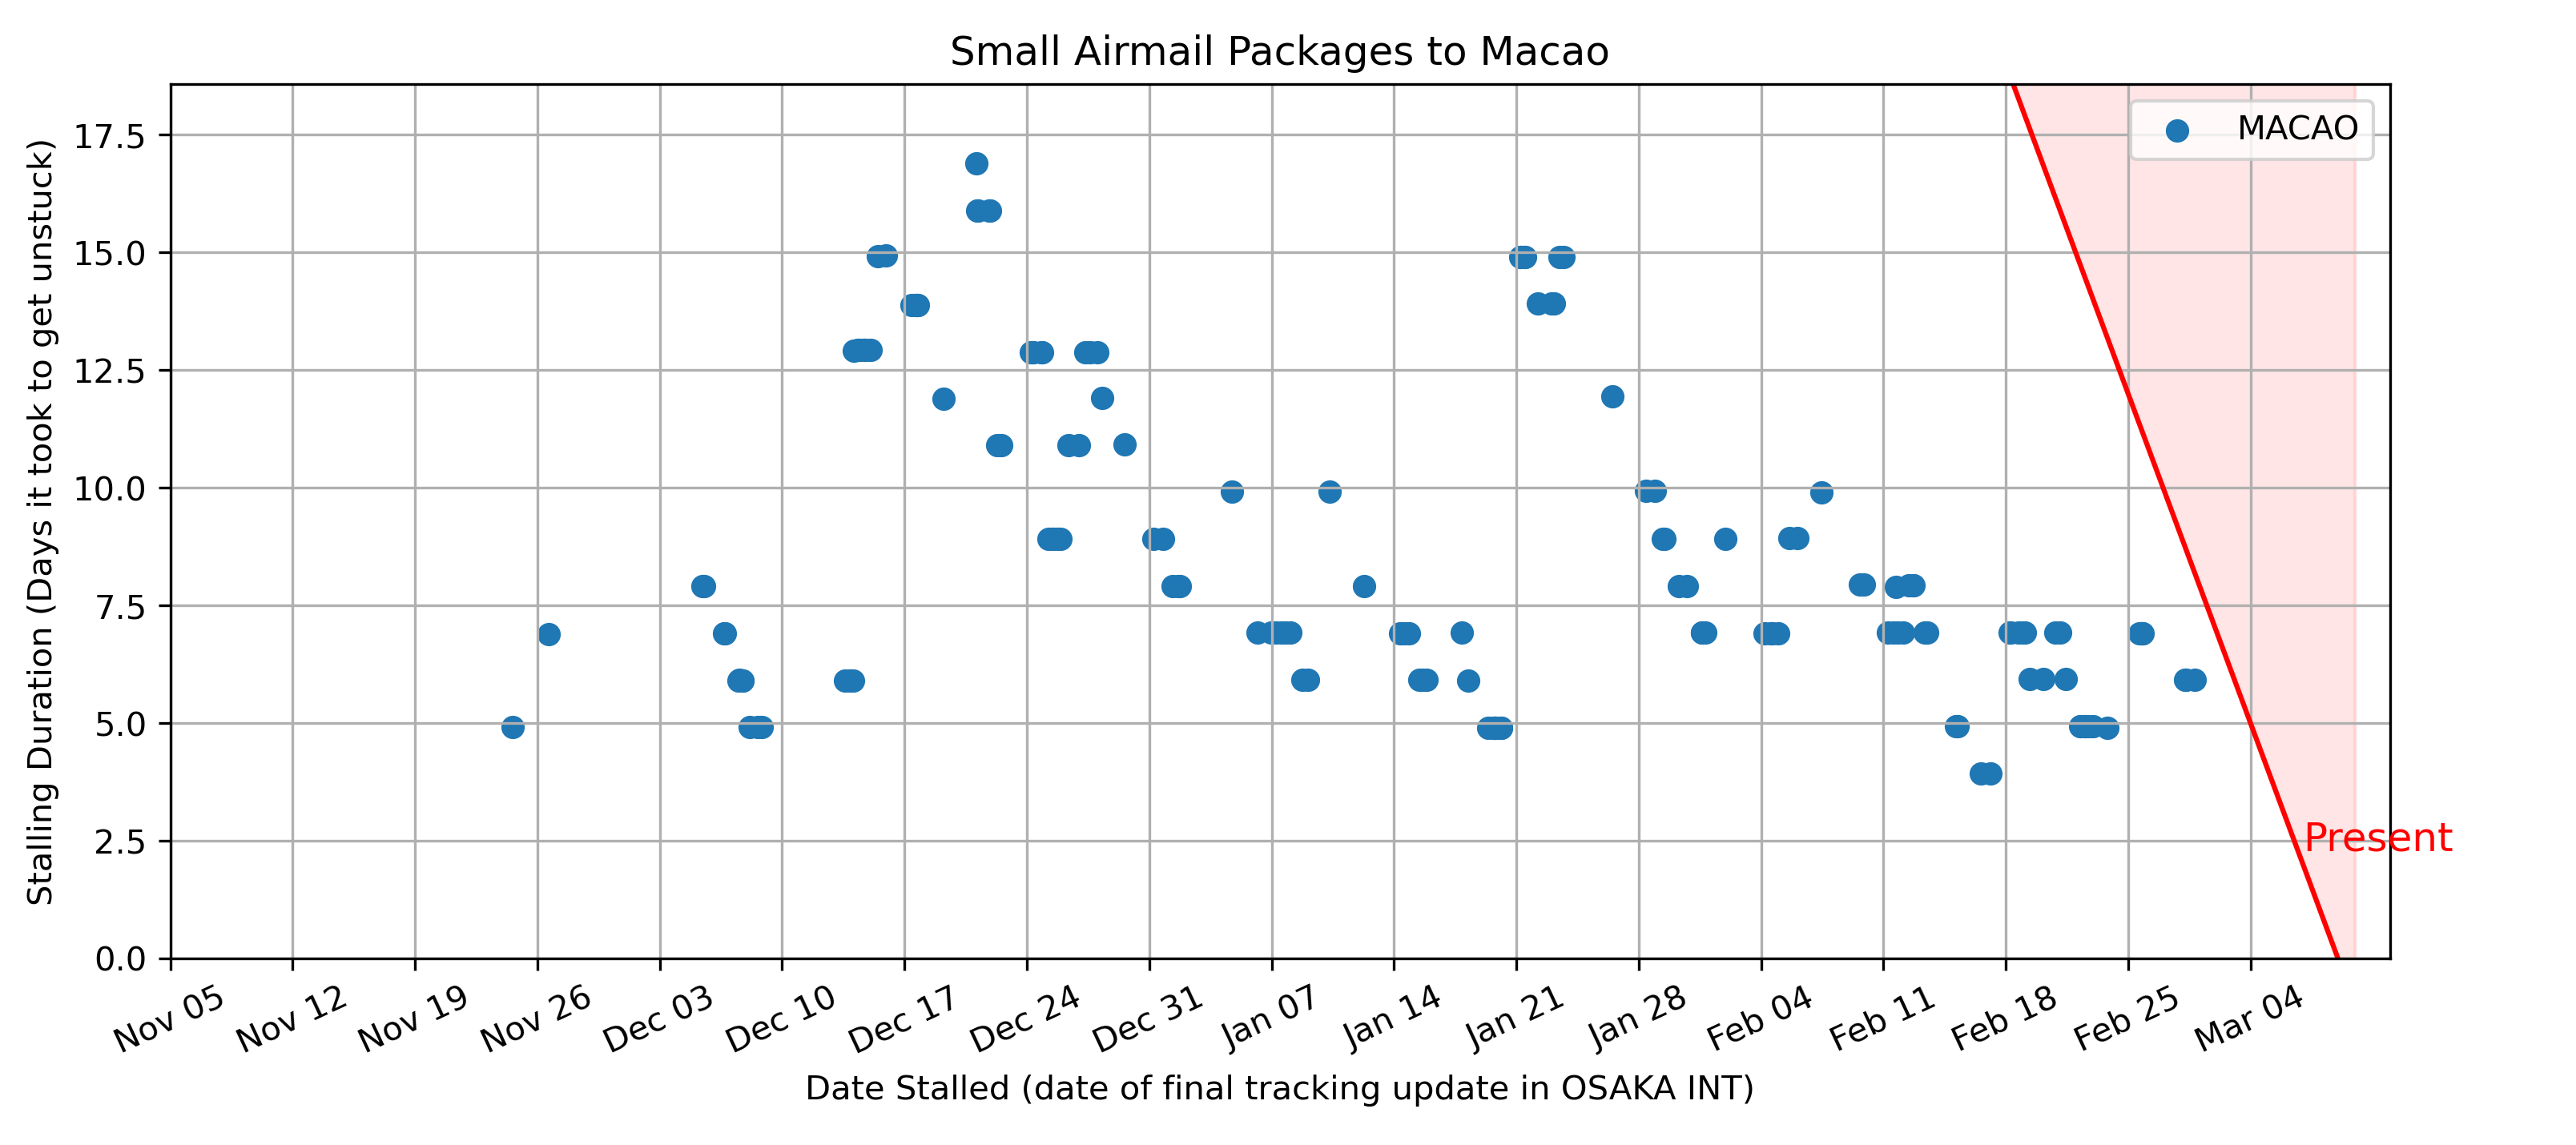 Small Airmail Packages to Macao
MACAO
Stalling Duration (Days it took to get unstuck)
17.5
15.0
12.5
10.0
7.5
5.0
2.5
0.0
Present
Nov 05
Nov 12
Nov 19
Nov 26
Dec 03
Dec 10
Dec 17
Dec 24
Dec 31
Jan 07
Jan 14
Jan 21
Jan 28
Feb 04
Feb 11
Feb 18
Feb 25
Mar 04
Date Stalled (date of final tracking update in OSAKA INT)